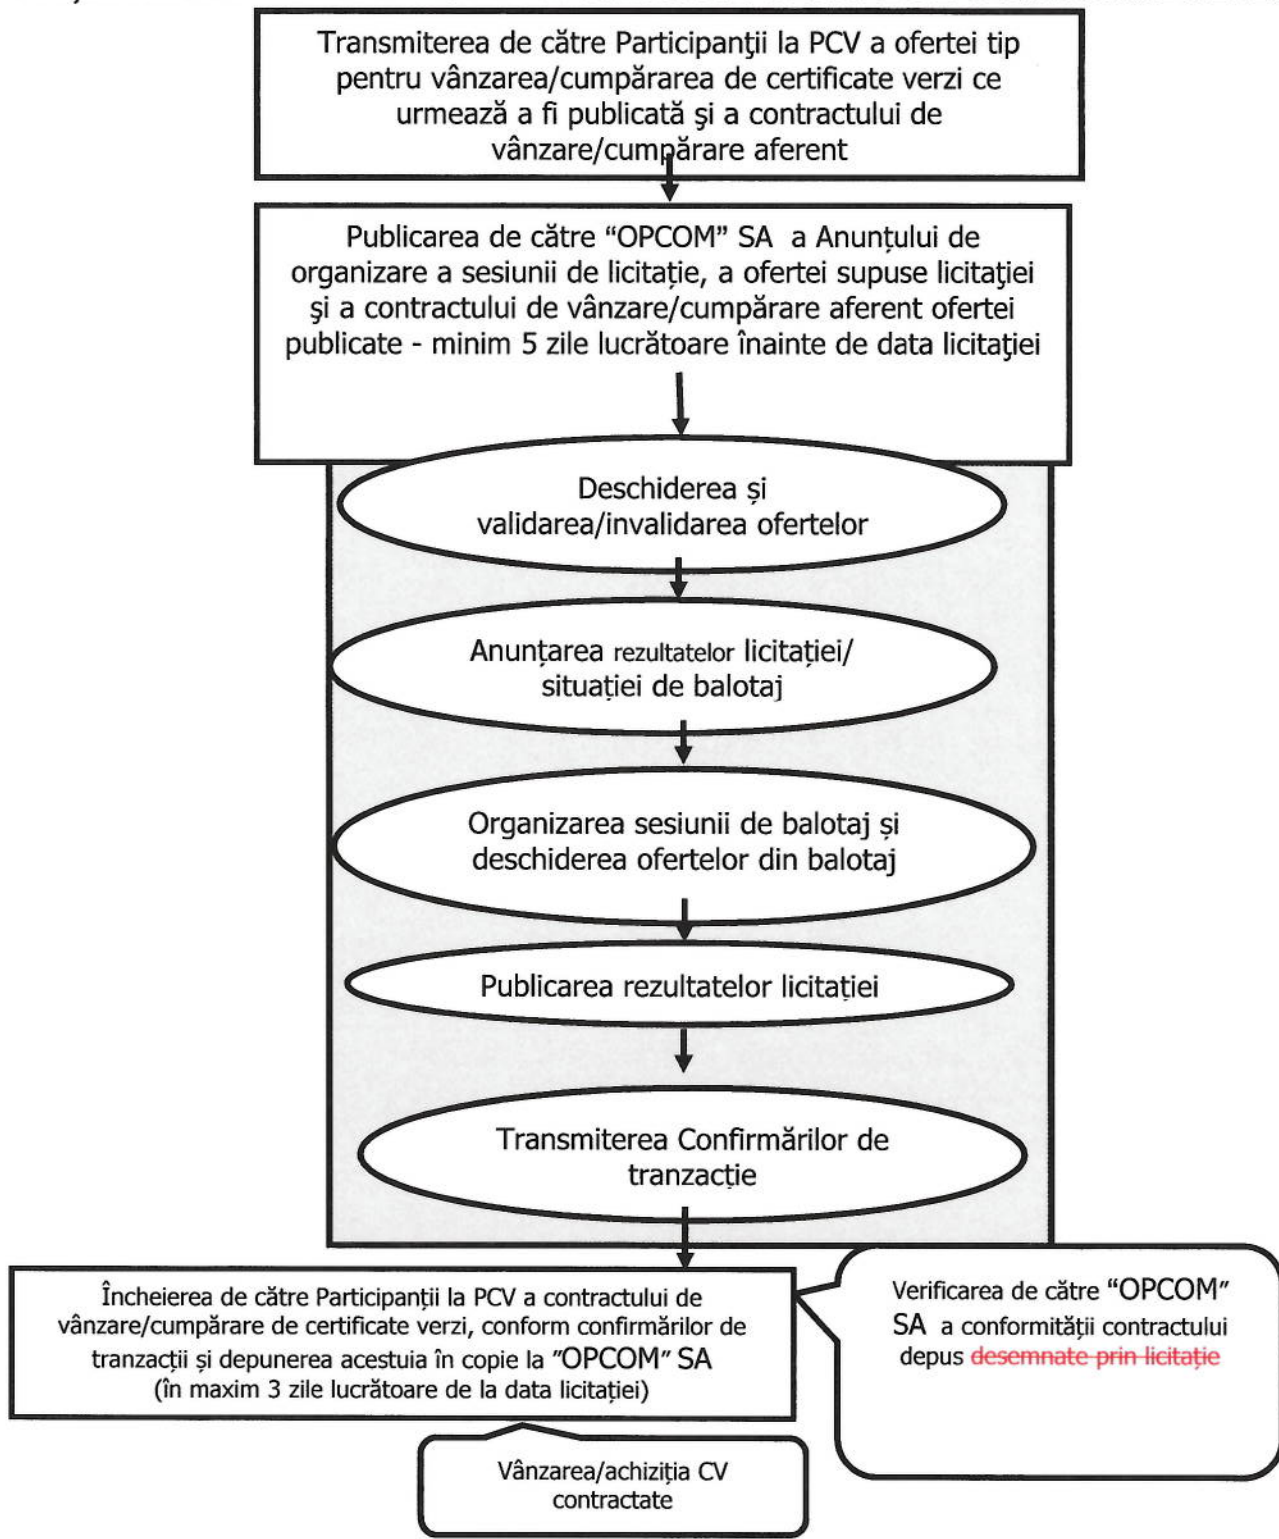 Transmiterea de către Participanţii la PCV a ofertei tip
pentru vânzarea/cumpărarea de certificate verzi ce
urmează a fi publicată şi a contractului de
vânzare/cumpărare aferent
Publicarea de către “OPCOM” SA a Anunțului de
organizare a sesiunii de licitație, a ofertei supuse licitaţiei
şi a contractului de vânzare/cumpărare aferent ofertei
publicate - minim 5 zile lucrătoare înainte de data licitaţiei
Deschiderea și
validarea/invalidarea ofertelor
Anunțarea rezultatelor licitației/
situației de balotaj
Organizarea sesiunii de balotaj și
deschiderea ofertelor din balotaj
Publicarea rezultatelor licitației
Transmiterea Confirmărilor de
tranzacție
Încheierea de către Participanții la PCV a contractului de
vânzare/cumpărare de certificate verzi, conform confirmărilor de
tranzacții și depunerea acestuia în copie la ”OPCOM” SA
(în maxim 3 zile lucrătoare de la data licitației)
Verificarea de către “OPCOM”
SA a conformității contractului
depus desemnate prin licitație
Vânzarea/achiziția CV
contractate